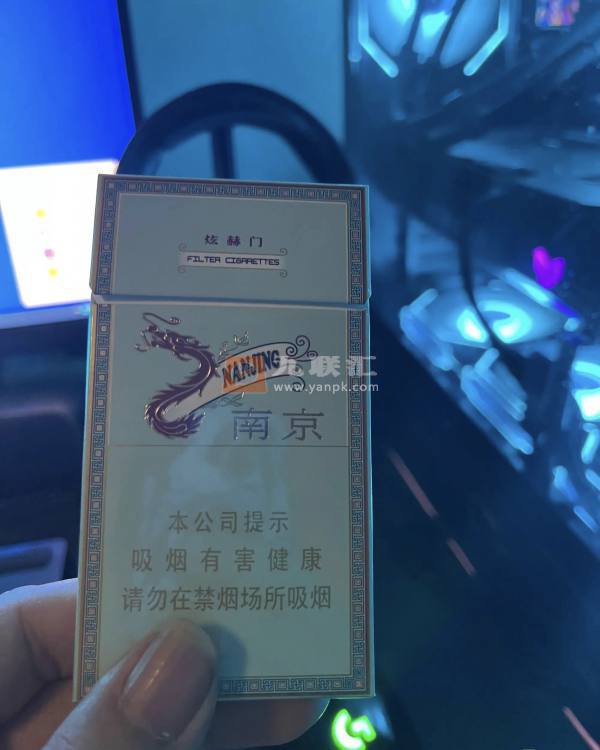 炫赫门
FILTER CIGARETTES
NANJING
九联汇
www.yanpk.com
南京
本公司提示
吸烟有害健康
请勿在禁烟场所吸烟